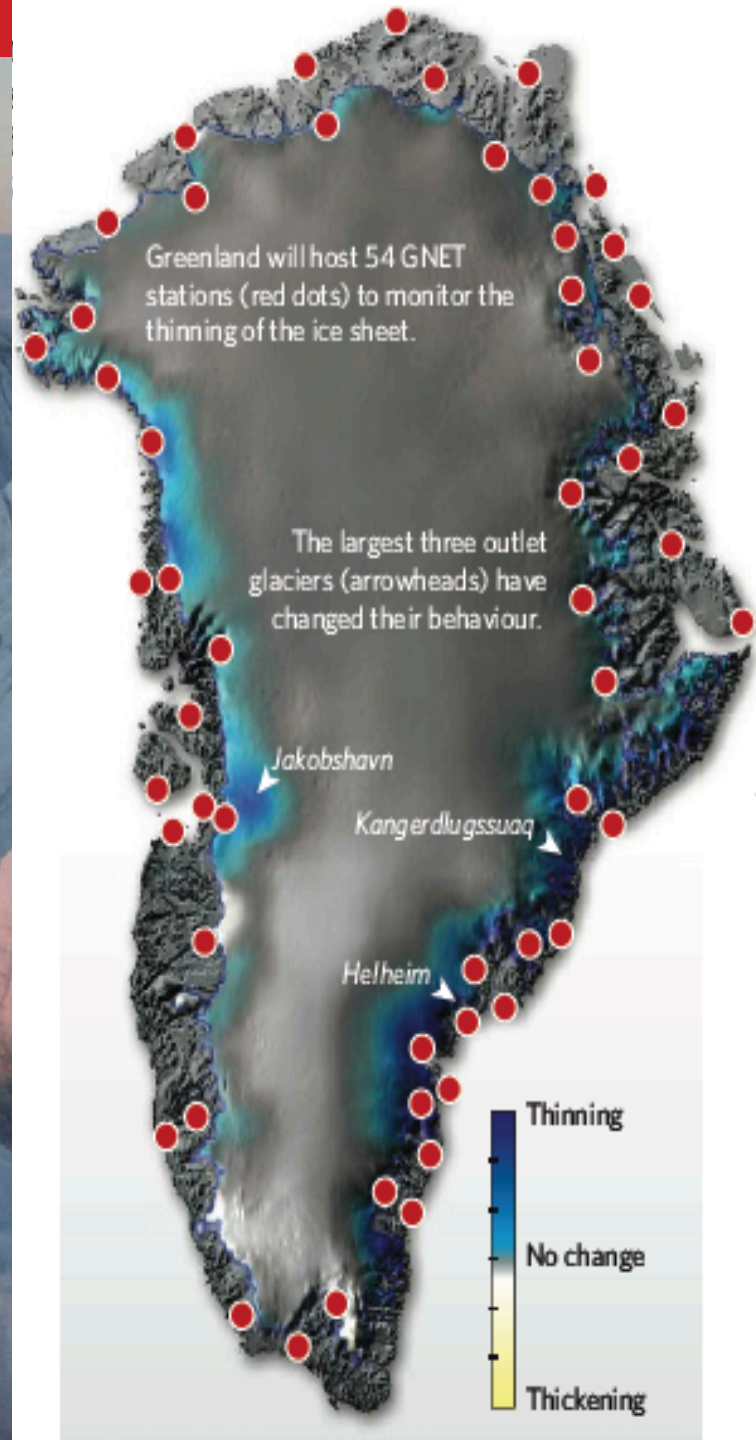 Greenland will host 54 GNET
stations (red dots) to monitor the
thinning of the ice sheet.
The largest three outlet
glaciers (arrowheads) have
changed their behaviour.
Jakobshavn
Kangerdlugssuaq
Helheim
Thinning
No change
Thickening